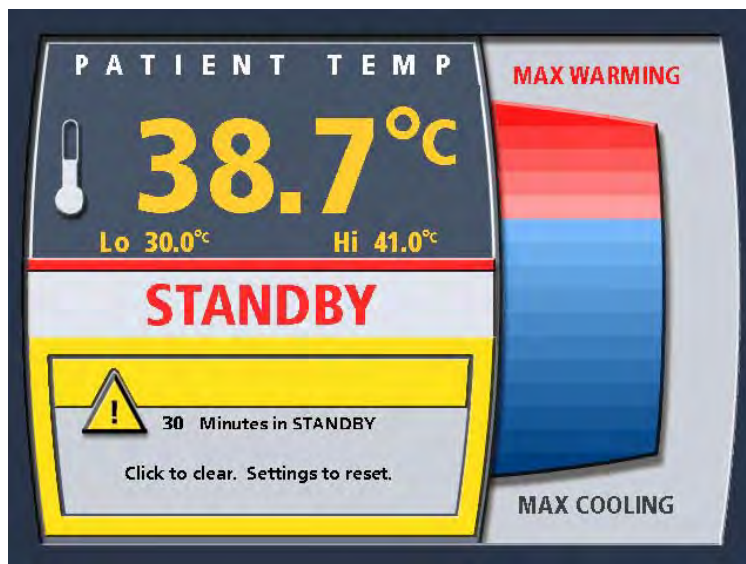 PATIENT TEMP
38.7°C
Lo 30.0°C Hi 41.0°C
STANDBY
!
30 Minutes in STANDBY
Click to clear. Settings to reset.
MAX WARMING
MAX COOLING